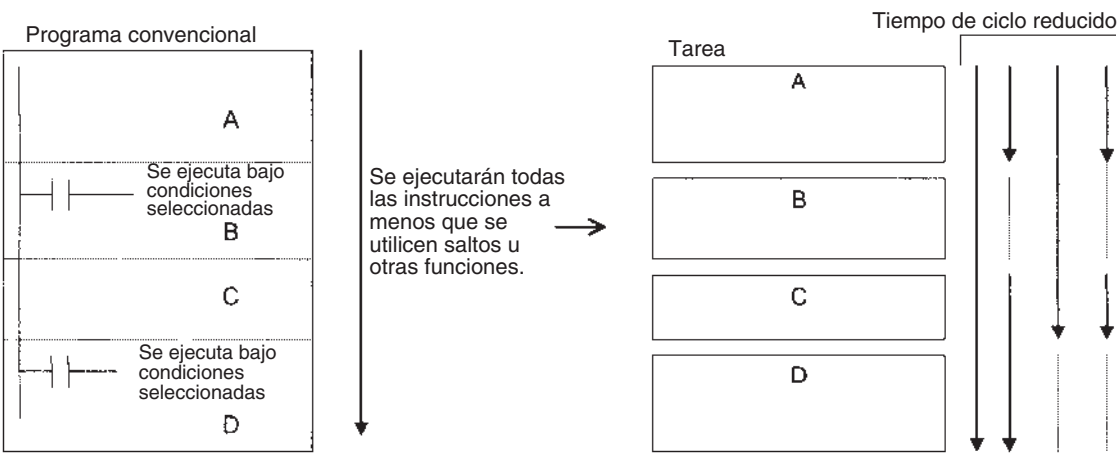 Programa convencional
A
Se ejecuta bajo
condiciones
seleccionadas
B
C
Se ejecuta bajo
condiciones
seleccionadas
D
Se ejecutarán todas
las instrucciones a
menos que se
utilicen saltos u
otras funciones.
Tiempo de ciclo reducido
Tarea
A
B
C
D